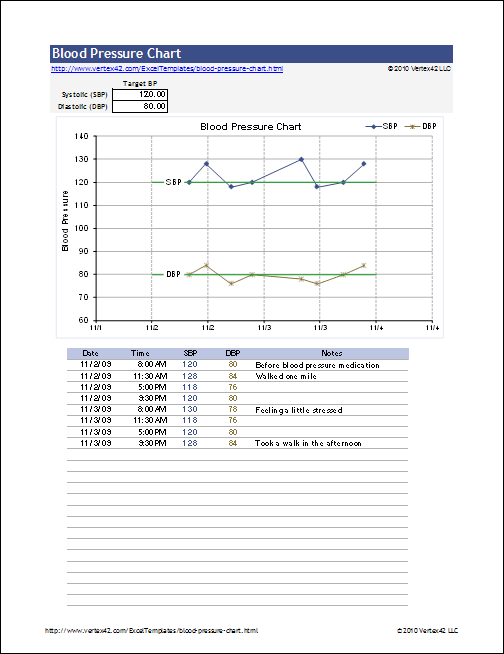 Blood Pressure Chart
http://www.vertex42.com/ExcelTemplates/blood-pressure-chart.html © 2010 Vertex42 LLC
Target BP
Systolic (SBP) 120.00
Diastolic (DBP) 80.00
Blood Pressure Chart SBP DBP
140
130
120 SBP
110
100
90
80 DBP
70
60
Blood Pressure
11/1 11/2 11/2 11/3 11/3 11/4 11/4
Date Time SBP DBP Notes
11/2/09 8:00 AM 120 80 Before blood pressure medication
11/2/09 11:30 AM 128 84 Walked one mile
11/2/09 5:00 PM 118 76
11/2/09 9:30 PM 120 80
11/3/09 8:00 AM 130 78 Feeling a little stressed
11/3/09 11:30 AM 118 76
11/3/09 5:00 PM 120 80
11/3/09 9:30 PM 128 84 Took a walk in the afternoon
http://www.vertex42.com/ExcelTemplates/blood-pressure-chart.html © 2010 Vertex42 LLC